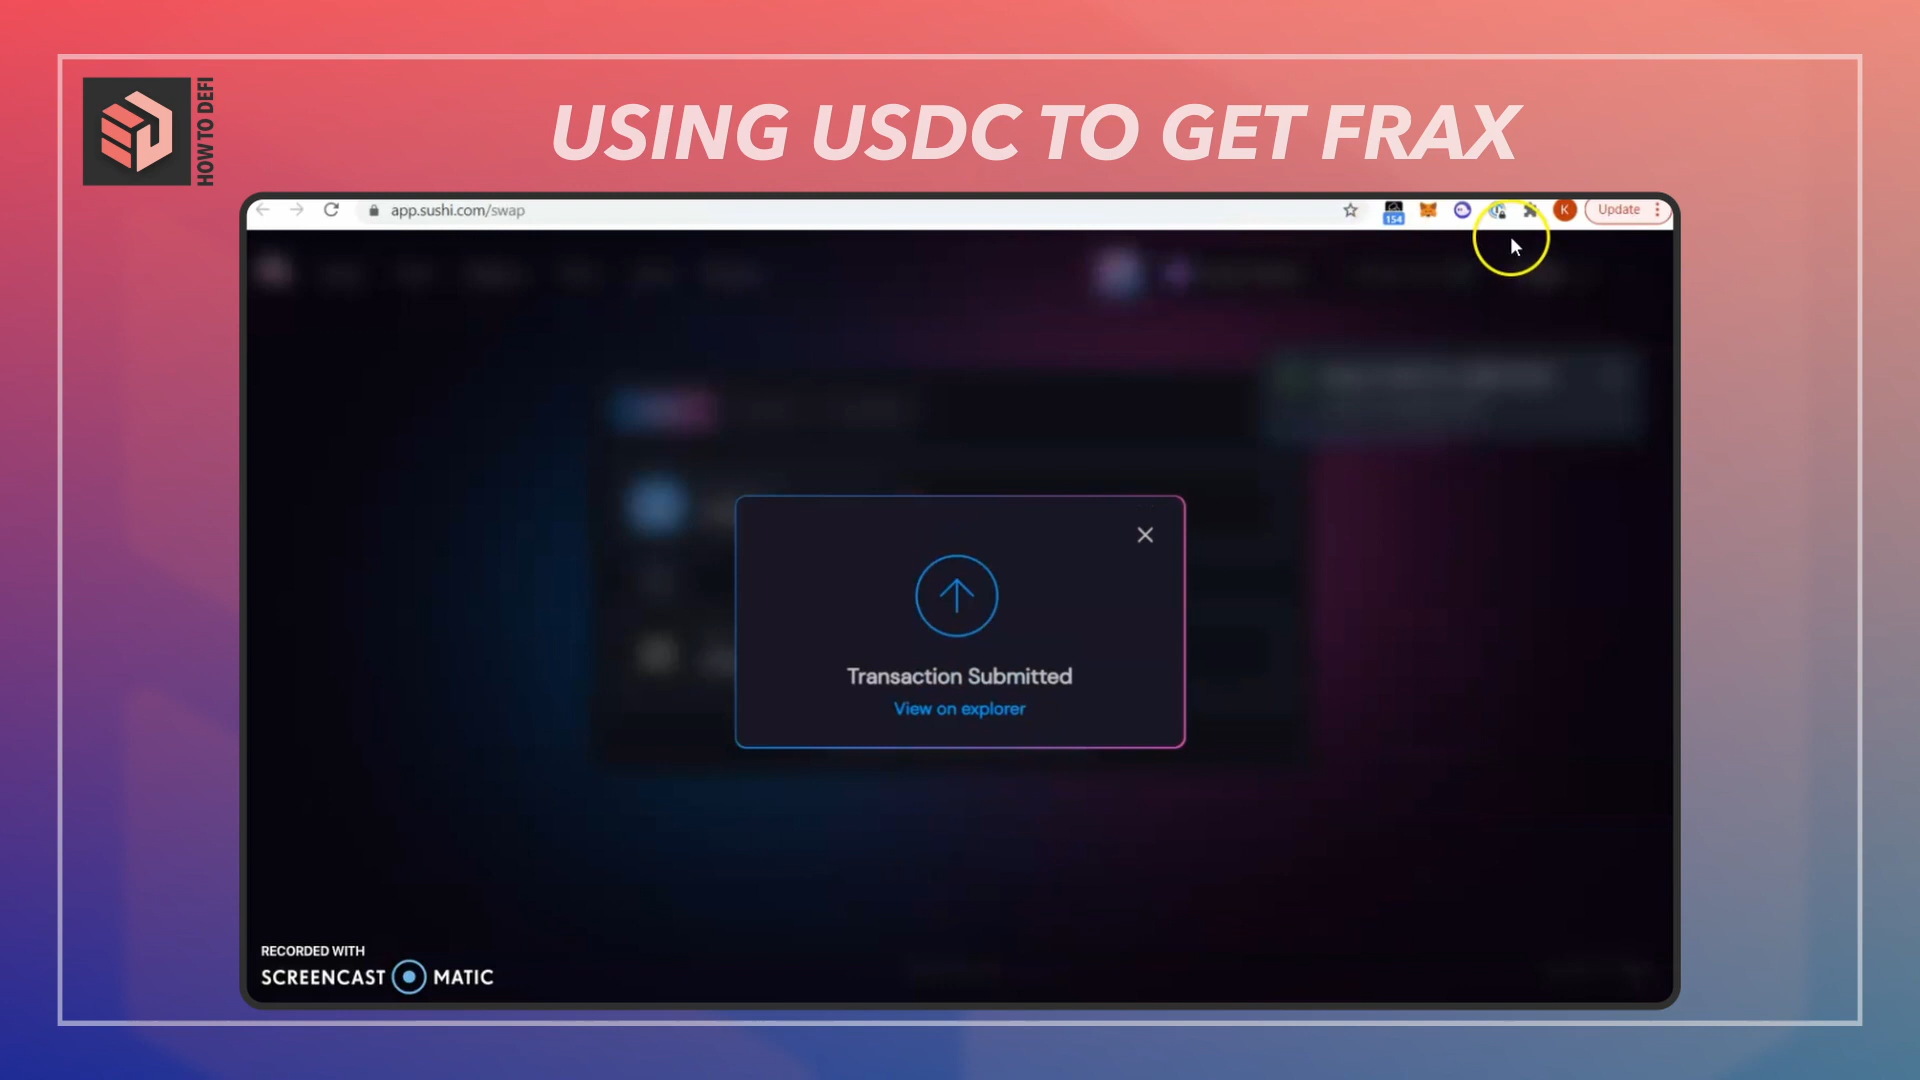 HOW TO DEFI
USING USDC TO GET FRAX
app.sushi.com/swap
154
K
Update
Transaction Submitted
View on explorer
RECORDED WITH
SCREENCAST MATIC